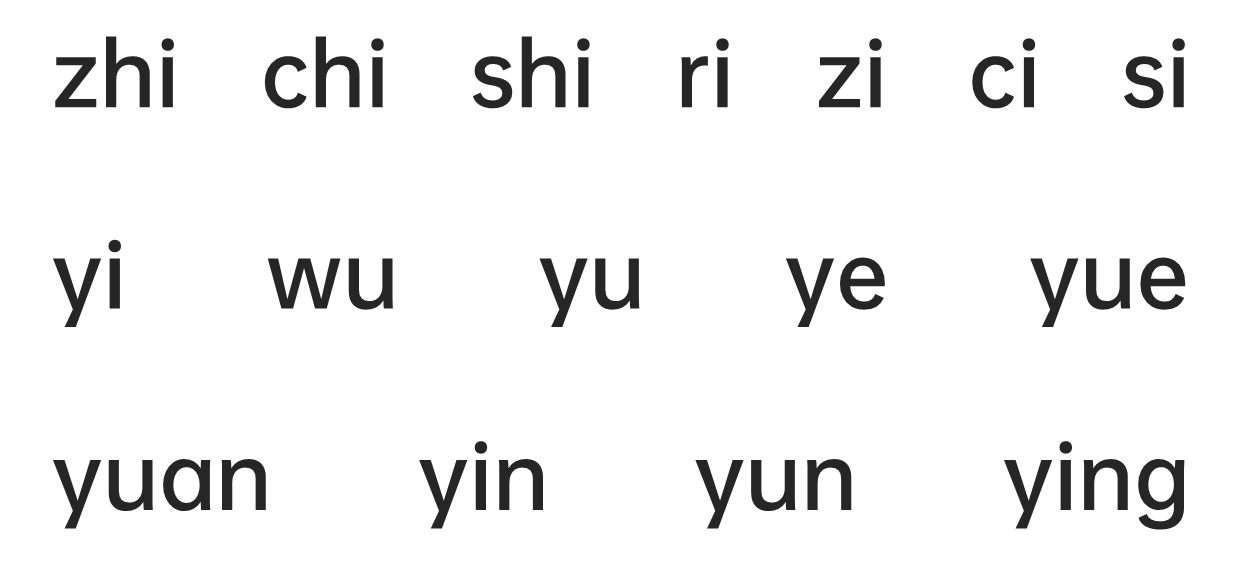 zhi chi shi ri zi ci si
yi wu yu ye yue
yuan yin yun ying